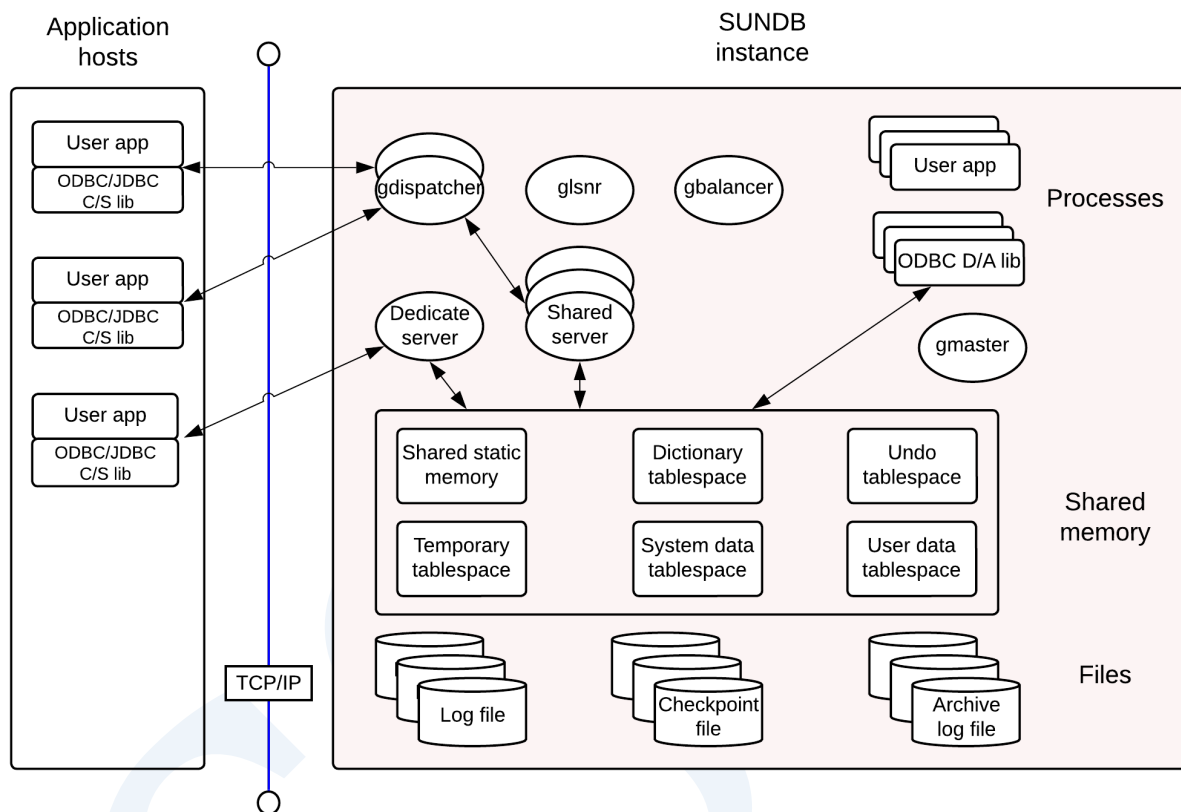 Application
hosts
SUNDB
instance
User app
ODBC/JDBC
C/S lib
User app
ODBC/JDBC
C/S lib
User app
ODBC/JDBC
C/S lib
TCP/IP
gdispatcher
glsnr
gbalancer
User app
Processes
ODBC D/A lib
Dedicate
server
Shared
server
gmaster
Shared static
memory
Dictionary
tablespace
Undo
tablespace
Shared
memory
Temporary
tablespace
System data
tablespace
User data
tablespace
Files
Log file
Checkpoint
file
Archive
log file